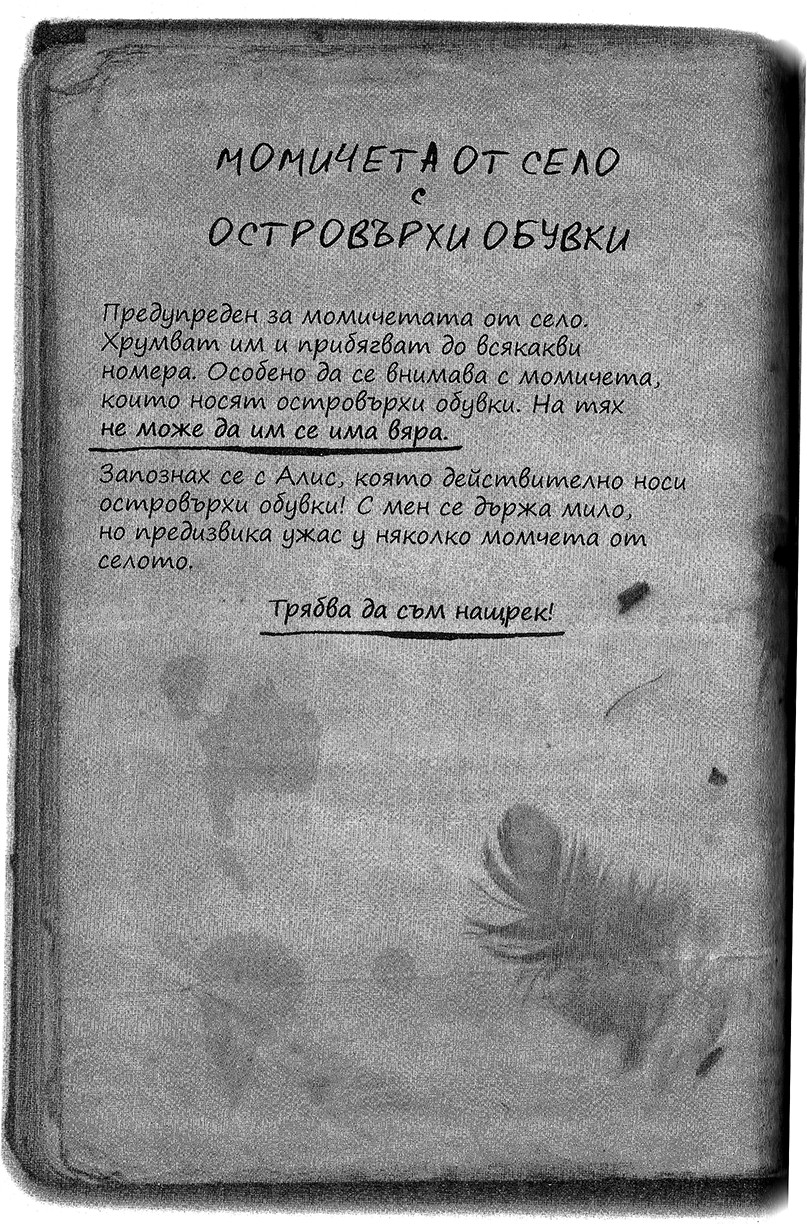 МОМИЧЕТА ОТ СЕЛО
С
ОСТРОВЪРХИ ОБУВКИ
Предупреден за момичетата от село.
Хрумват им и прибягват до всякакви
номера. Особено да се внимава с момичета,
които носят островърхи обувки. На тях
не може да им се има вяра.
Запознах се с Алис, която действително носи
островърхи обувки! С мен се държа мило,
но предизвика ужас у няколко момчета от
селото.
Трябва да съм нащрек!